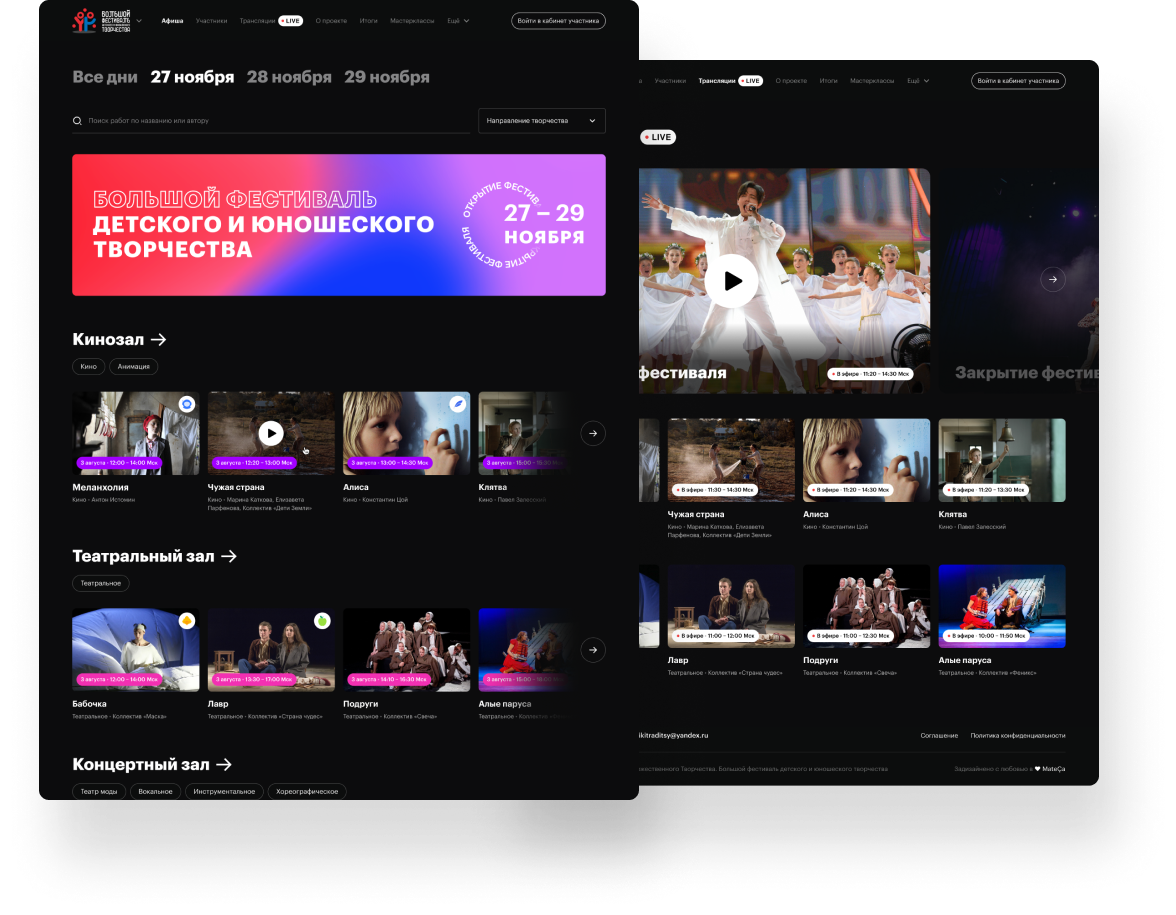 БОЛЬШОЙ
ФЕСТИВАЛЬ
ТВОРЧЕСТВА
Афиша Участники Трансляции LIVE О проекте Итоги Мастерклассы Ещё Войти в кабинет участника
Все дни 27 ноября 28 ноября 29 ноября
Поиск работ по названию или автору Направление творчества
БОЛЬШОЙ ФЕСТИВАЛЬ
ДЕТСКОГО И ЮНОШЕСКОГО
ТВОРЧЕСТВА
ОТКРЫТИЕ ФЕСТИВ
РЫТИЕ ФЕСТИВАЛЯ
27 – 29
НОЯБРЯ
Кинозал →
Кино Анимация
3 августа · 12:00 – 14:00 Мск 3 августа · 12:20 – 13:00 Мск 3 августа · 13:00 – 14:30 Мск 3 августа · 15:00 – 15:30 Мск
Меланхолия Чужая страна Алиса Клятва
Кино · Антон Истомин Кино · Марина Каткова, Елизавета Кино · Константин Цой Кино · Павел Залесский
Парфенова, Коллектив «Дети Земли»
Театральный зал →
Театральное
3 августа · 12:00 – 14:00 Мск 3 августа · 13:30 – 17:00 Мск 3 августа · 14:10 – 16:30 Мск 3 августа · 15:00
Бабочка Лавр Подруги Алые паруса
Театральное · Коллектив «Маска» Театральное · Коллектив «Страна чудес» Театральное · Коллектив «Свеча» Театральное · Коллектив
Концертный зал →
Театр моды Вокальное Инструментальное Хореографическое
а Участники Трансляции LIVE О проекте Итоги Мастерклассы Ещё Войти в кабинет участника
LIVE
фестиваля В эфире · 11:20 – 14:30 Мск Закрытие фестив
В эфире · 11:30 – 14:30 Мск В эфире · 11:20 – 14:30 Мск В эфире · 11:20 – 13:30 Мск
Чужая страна Алиса Клятва
Кино · Марина Каткова, Елизавета Кино · Константин Цой Кино · Павел Залесский
Парфенова, Коллектив «Дети Земли»
В эфире · 11:00 – 12:00 Мск В эфире · 11:00 – 12:30 Мск В эфире · 10:00 – 11:50 Мск
Лавр Подруги Алые паруса
Театральное · Коллектив «Страна чудес» Театральное · Коллектив «Свеча» Театральное · Коллектив «Феникс»
ikitraditsy@yandex.ru Соглашение Политика конфиденциальности
жественного Творчества. Большой фестиваль детского и юношеского творчества Задизайнено с любовью в ♥ MateÇa